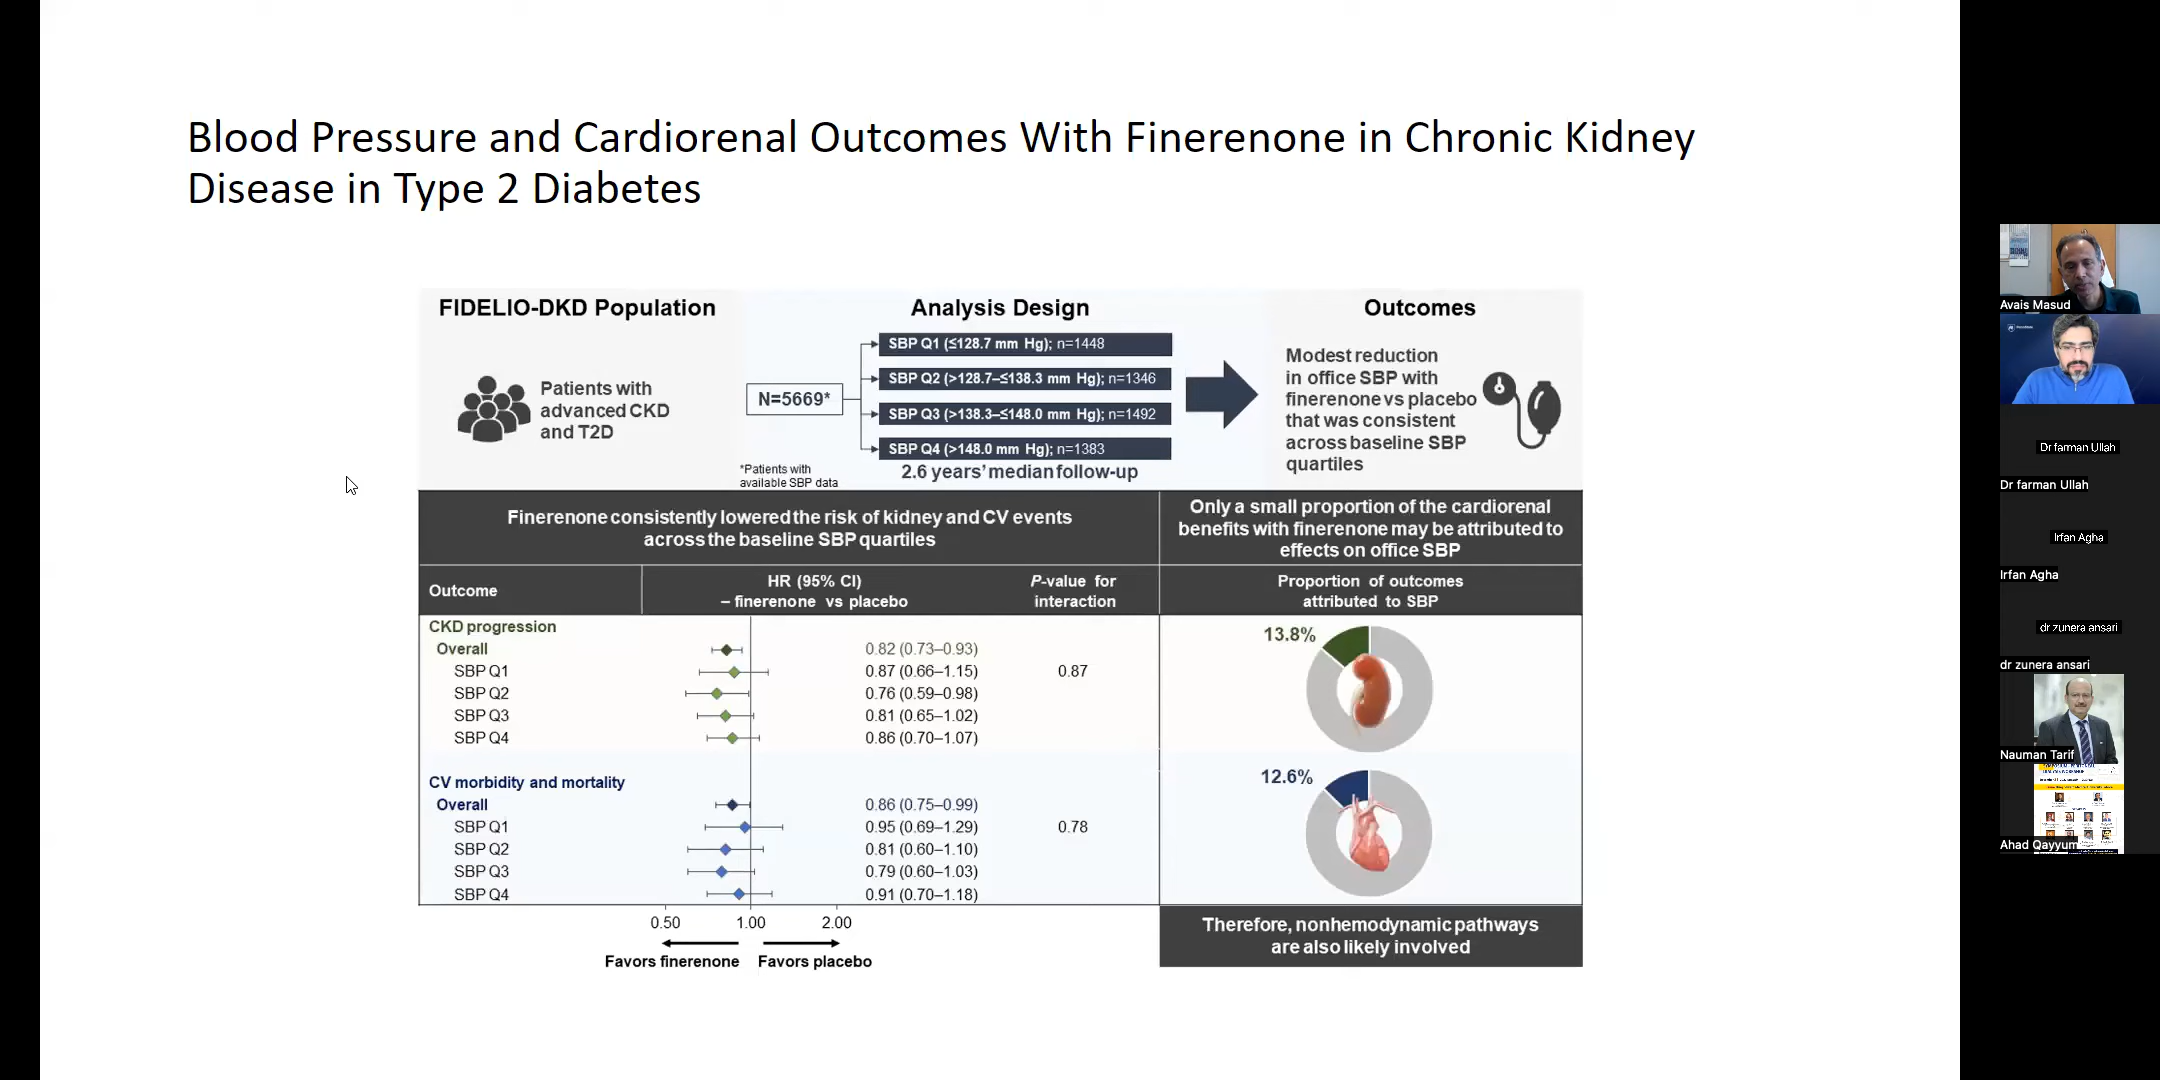 Blood Pressure and Cardiorenal Outcomes With Finerenone in Chronic Kidney
Disease in Type 2 Diabetes
FIDELIO-DKD Population
Patients with
advanced CKD
and T2D
Analysis Design
N=5669*
SBP Q1 (≤128.7 mm Hg); n=1448
SBP Q2 (>128.7–≤138.3 mm Hg); n=1346
SBP Q3 (>138.3–≤148.0 mm Hg); n=1492
SBP Q4 (>148.0 mm Hg); n=1383
*Patients with
available SBP data
2.6 years' median follow-up
Outcomes
Modest reduction
in office SBP with
finerenone vs placebo
that was consistent
across baseline SBP
quartiles
Finerenone consistently lowered the risk of kidney and CV events
across the baseline SBP quartiles
Only a small proportion of the cardiorenal
benefits with finerenone may be attributed to
effects on office SBP
Outcome
HR (95% CI)
– finerenone vs placebo
P-value for
interaction
Proportion of outcomes
attributed to SBP
CKD progression
Overall 0.82 (0.73–0.93)
SBP Q1 0.87 (0.66–1.15) 0.87
SBP Q2 0.76 (0.59–0.98)
SBP Q3 0.81 (0.65–1.02)
SBP Q4 0.86 (0.70–1.07)
13.8%
CV morbidity and mortality
Overall 0.86 (0.75–0.99)
SBP Q1 0.95 (0.69–1.29) 0.78
SBP Q2 0.81 (0.60–1.10)
SBP Q3 0.79 (0.60–1.03)
SBP Q4 0.91 (0.70–1.18)
12.6%
0.50 1.00 2.00
Favors finerenone Favors placebo
Therefore, nonhemodynamic pathways
are also likely involved
Avais Masud
Dr farman Ullah
Dr farman Ullah
Irfan Agha
Irfan Agha
dr zunera ansari
dr zunera ansari
Nauman Tarif
Ahad Qayyum